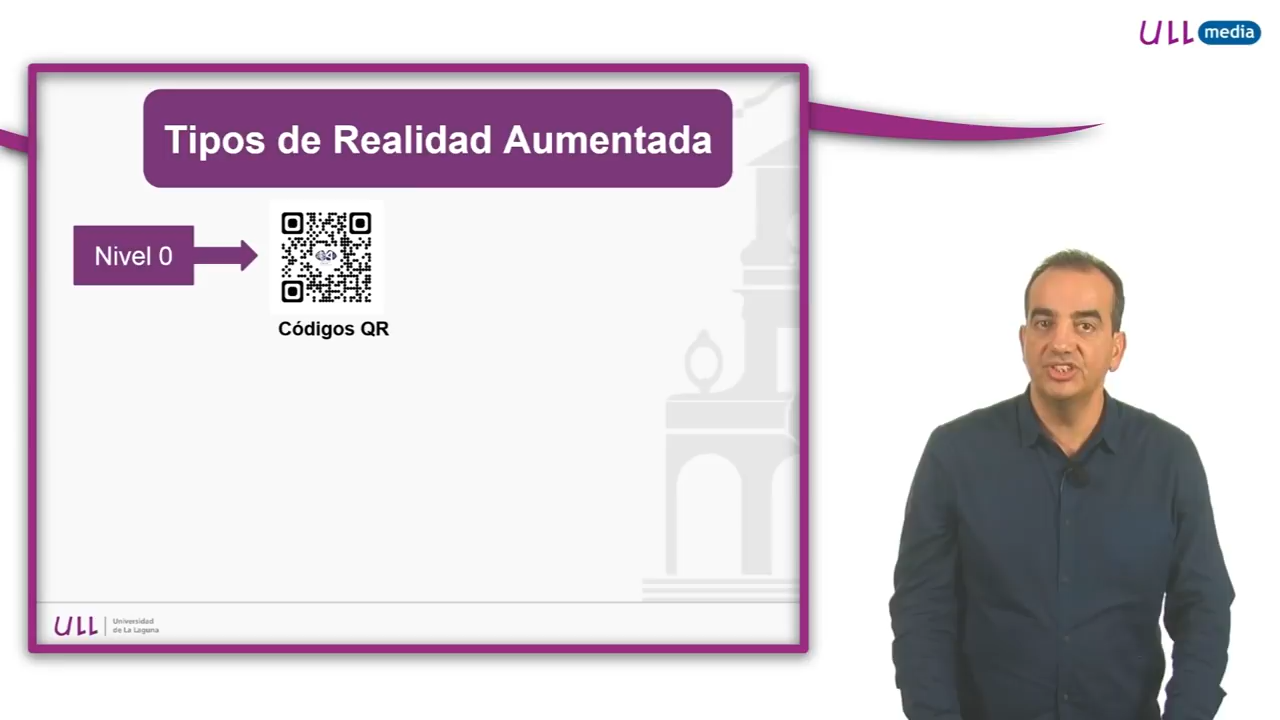 ULL media
Tipos de Realidad Aumentada
Nivel 0
Códigos QR
ULL
Universidad
de La Laguna